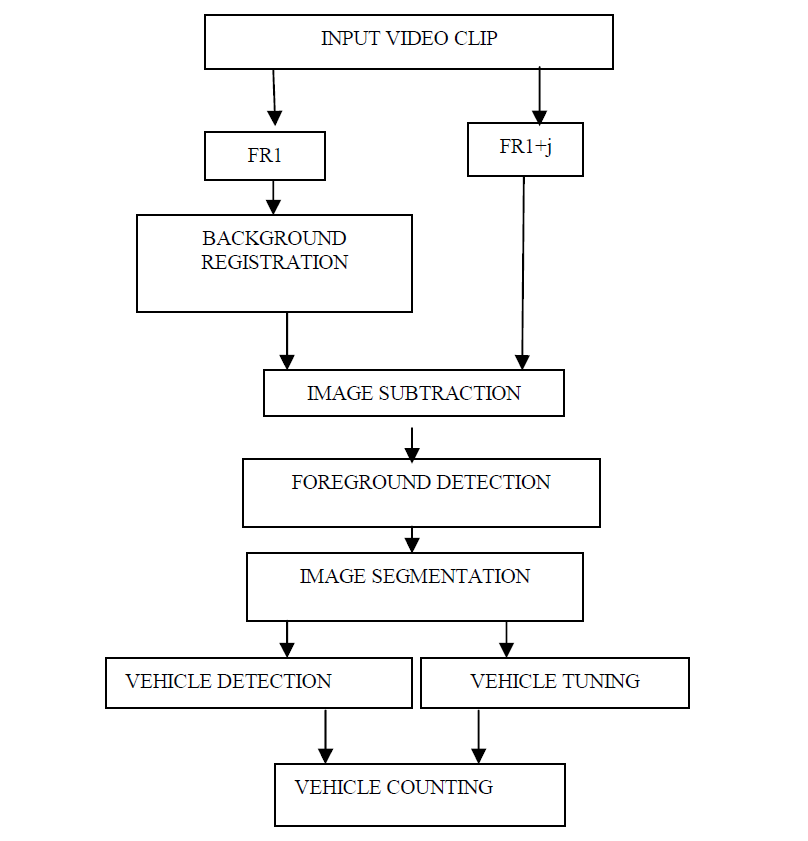 INPUT VIDEO CLIP
FR1
FR1+j
BACKGROUND
REGISTRATION
IMAGE SUBTRACTION
FOREGROUND DETECTION
IMAGE SEGMENTATION
VEHICLE DETECTION
VEHICLE TUNING
VEHICLE COUNTING